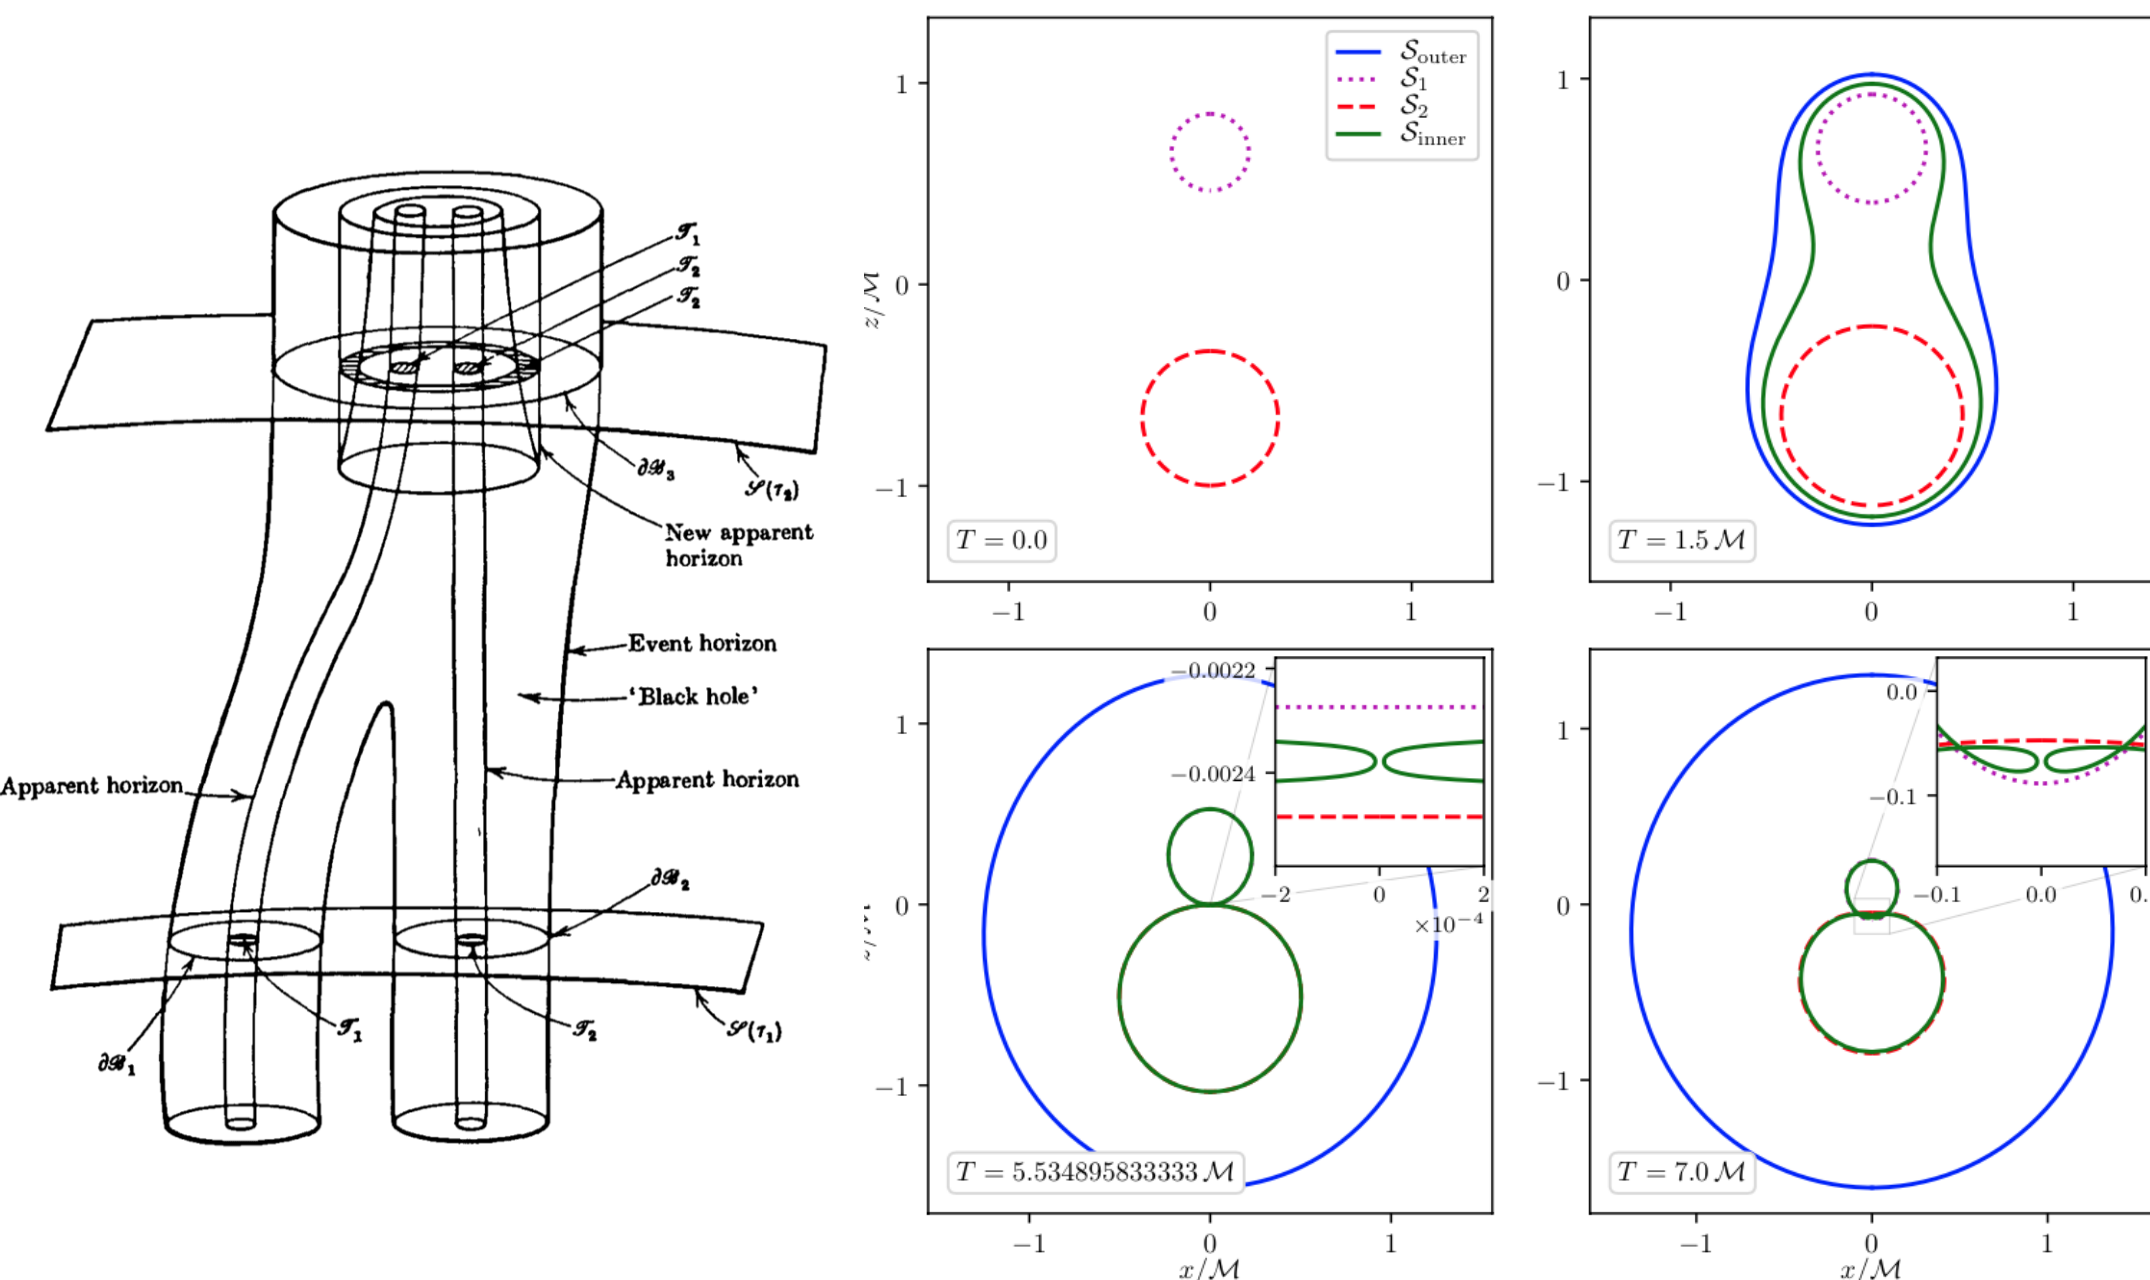 𝒯₁
𝒯₂
𝒯₂
∂ℬ₃
𝒮(τ₂)
New apparent
horizon
Event horizon
‘Black hole’
Apparent horizon
Apparent horizon
∂ℬ₂
𝒯₁
𝒯₂
𝒮(τ₁)
∂ℬ₁
𝒮outer
𝒮₁
𝒮₂
𝒮inner
1
0
−1
z/ℳ
T = 0.0
−1
0
1
1
0
−1
T = 1.5 ℳ
−1
0
1
−0.0022
−0.0024
−2
0
2
×10⁻⁴
1
0
−1
T = 5.534895833333 ℳ
−1
0
1
x/ℳ
0.0
−0.1
−0.1
0.0
0.
1
0
−1
T = 7.0 ℳ
−1
0
1
x/ℳ